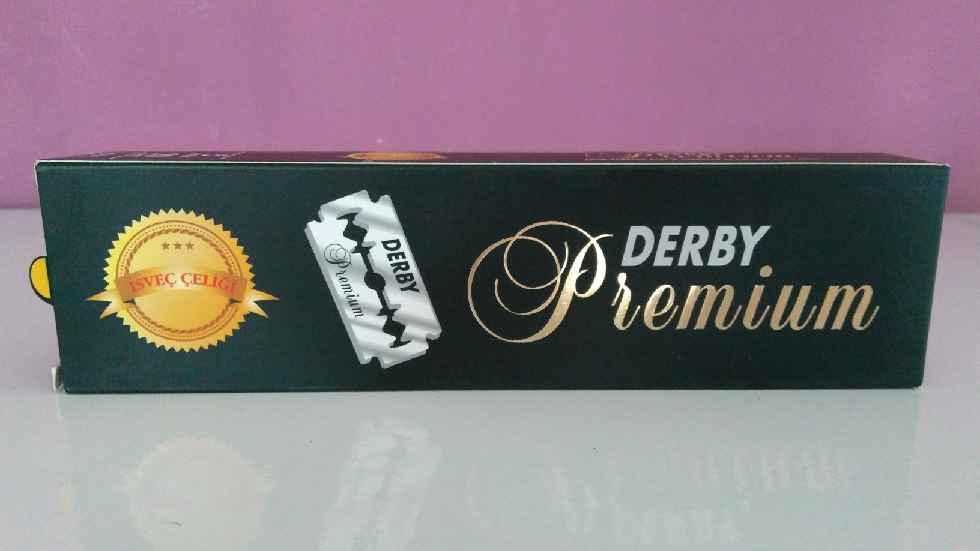 İSVEÇ ÇELİĞİ
DERBY
Premium
DERBY
Premium